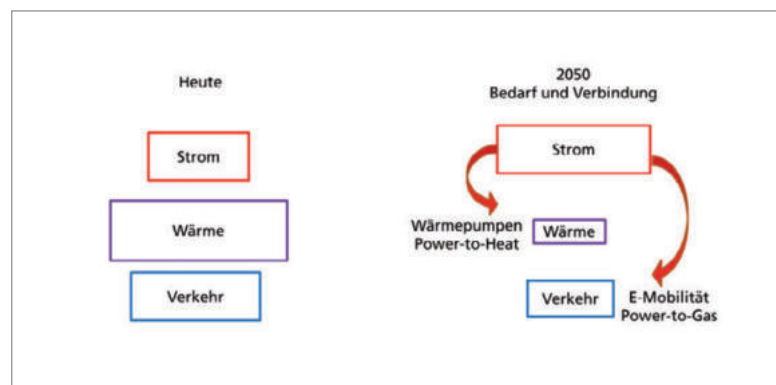 Heute
Strom
Wärme
Verkehr
2050
Bedarf und Verbindung
Strom
Wärmepumpen
Power-to-Heat
Wärme
Verkehr
E-Mobilität
Power-to-Gas